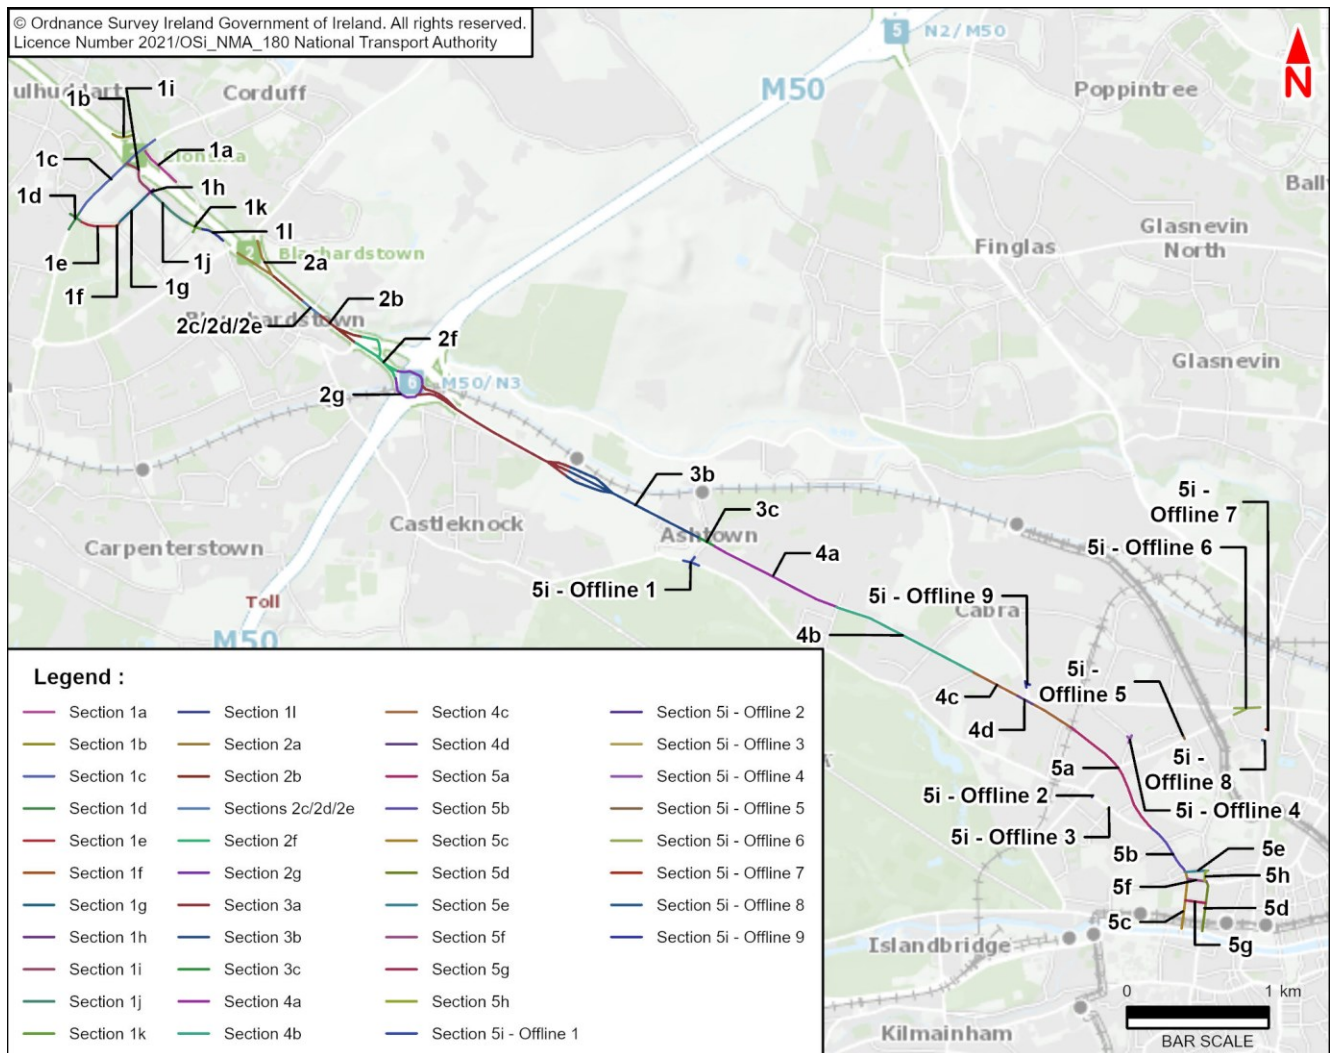 © Ordnance Survey Ireland Government of Ireland. All rights reserved.
Licence Number 2021/OSi_NMA_180 National Transport Authority
5
N2/M50
N
M50
Poppintree
ulhuddart
1b
1i
Corduff
1a
1c
Clonsilla
1h
1d
1k
1l
Ball
Glasnevin
North
Finglas
2
Blanchardstown
2a
1e
1j
1g
1f
2b
2c/2d/2e
Blanchardstown
2f
Glasnevin
6
M50/N3
2g
3b
5i -
Offline 7
3c
Castleknock
Ashtown
Carpenterstown
4a
5i - Offline 6
5i - Offline 1
5i - Offline 9
Cabra
Toll
M50
4b
5i -
Offline 5
4c
4d
5i -
Offline 8
5a
5i - Offline 2
5i - Offline 4
5i - Offline 3
5b
5e
5f
5h
5c
5d
5g
Islandbridge
Kilmainham
0
1 km
BAR SCALE
Legend :
Section 1a
Section 1b
Section 1c
Section 1d
Section 1e
Section 1f
Section 1g
Section 1h
Section 1i
Section 1j
Section 1k
Section 1l
Section 2a
Section 2b
Sections 2c/2d/2e
Section 2f
Section 2g
Section 3a
Section 3b
Section 3c
Section 4a
Section 4b
Section 4c
Section 4d
Section 5a
Section 5b
Section 5c
Section 5d
Section 5e
Section 5f
Section 5g
Section 5h
Section 5i - Offline 1
Section 5i - Offline 2
Section 5i - Offline 3
Section 5i - Offline 4
Section 5i - Offline 5
Section 5i - Offline 6
Section 5i - Offline 7
Section 5i - Offline 8
Section 5i - Offline 9